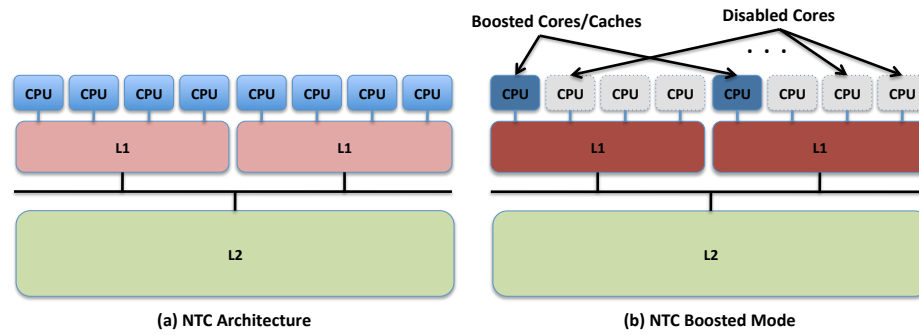 Boosted Cores/Caches
Disabled Cores
. . .
CPU CPU CPU CPU CPU CPU CPU CPU
CPU CPU CPU CPU CPU CPU CPU CPU
L1 L1
L1 L1
L2
L2
(a) NTC Architecture
(b) NTC Boosted Mode